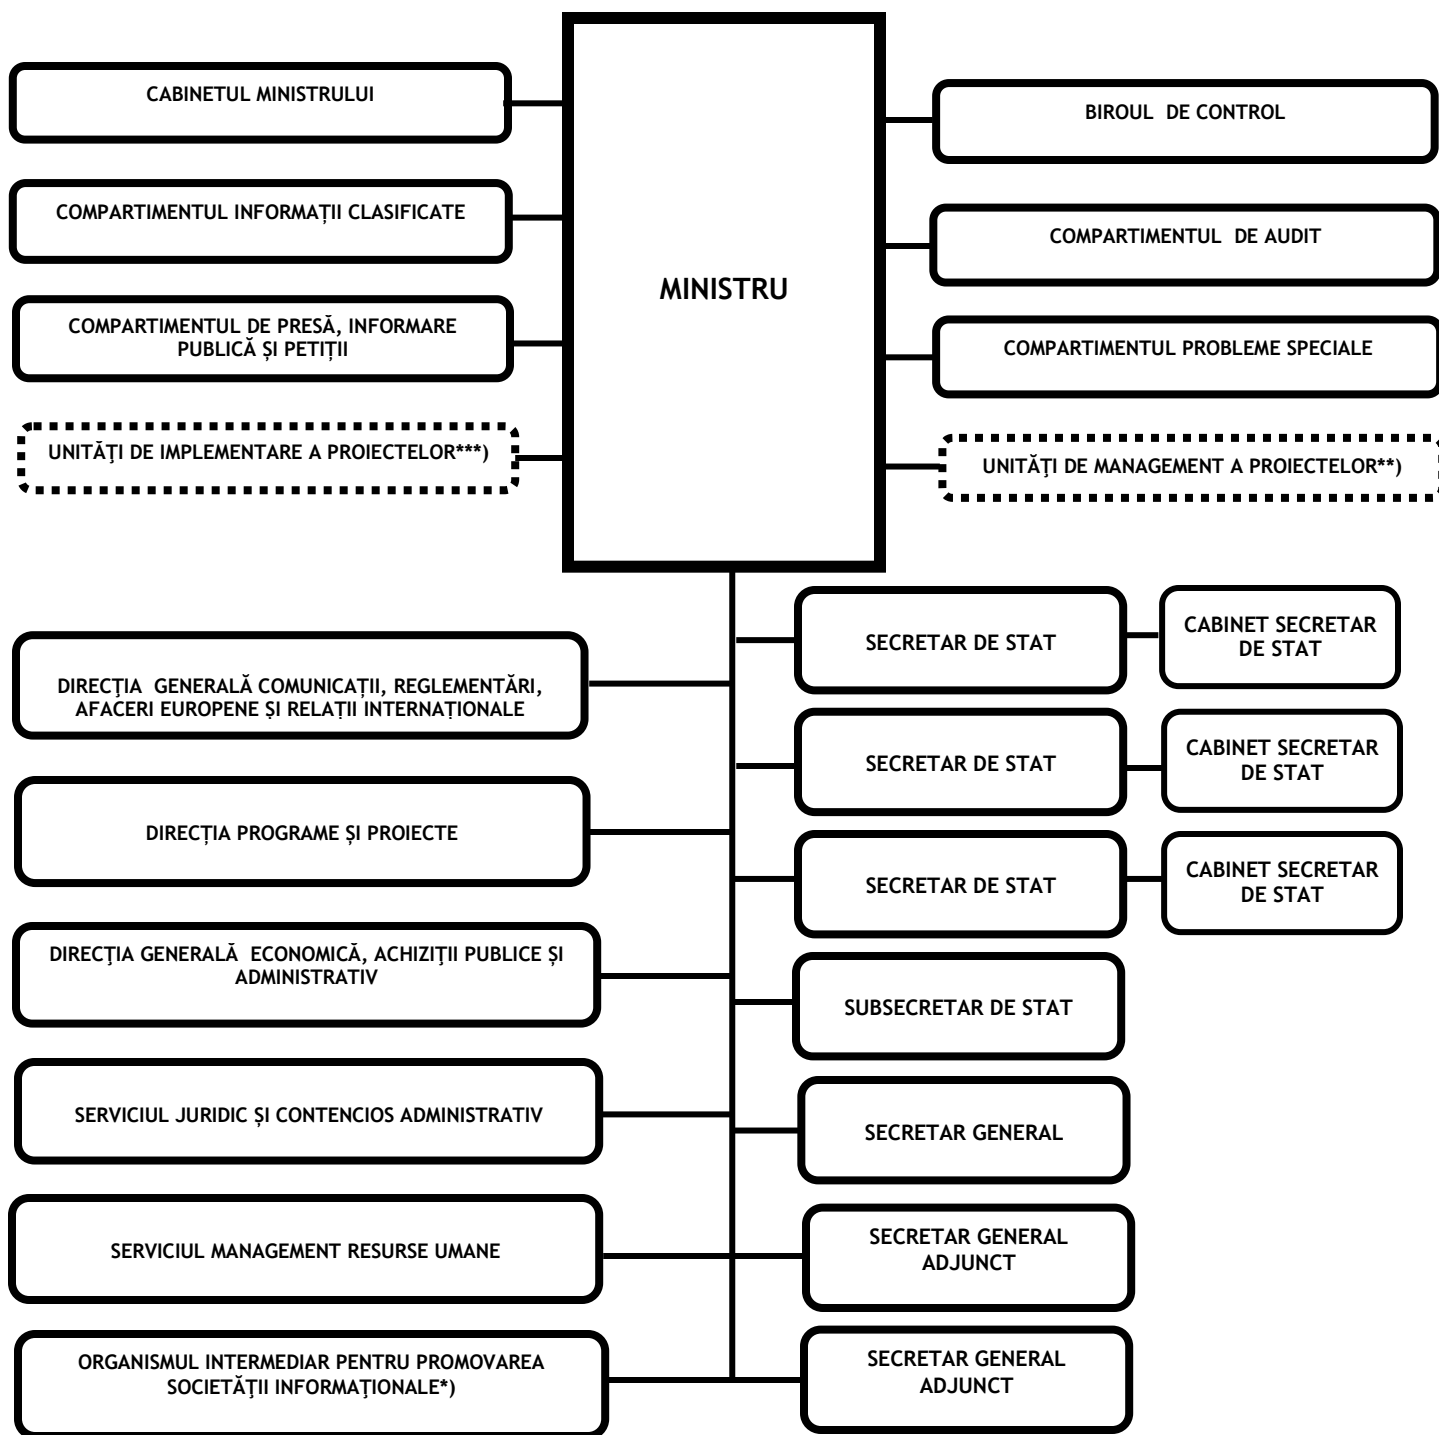 MINISTRU
CABINETUL MINISTRULUI
COMPARTIMENTUL INFORMAȚII CLASIFICATE
COMPARTIMENTUL DE PRESĂ, INFORMARE
PUBLICĂ ȘI PETIȚII
UNITĂŢI DE IMPLEMENTARE A PROIECTELOR***)
BIROUL DE CONTROL
COMPARTIMENTUL DE AUDIT
COMPARTIMENTUL PROBLEME SPECIALE
UNITĂŢI DE MANAGEMENT A PROIECTELOR**)
DIRECŢIA GENERALĂ COMUNICAȚII, REGLEMENTĂRI,
AFACERI EUROPENE ȘI RELAȚII INTERNAȚIONALE
DIRECȚIA PROGRAME ȘI PROIECTE
DIRECŢIA GENERALĂ ECONOMICĂ, ACHIZIŢII PUBLICE ȘI
ADMINISTRATIV
SERVICIUL JURIDIC ȘI CONTENCIOS ADMINISTRATIV
SERVICIUL MANAGEMENT RESURSE UMANE
ORGANISMUL INTERMEDIAR PENTRU PROMOVAREA
SOCIETĂŢII INFORMAŢIONALE*)
SECRETAR DE STAT
CABINET SECRETAR
DE STAT
SECRETAR DE STAT
CABINET SECRETAR
DE STAT
SECRETAR DE STAT
CABINET SECRETAR
DE STAT
SUBSECRETAR DE STAT
SECRETAR GENERAL
SECRETAR GENERAL
ADJUNCT
SECRETAR GENERAL
ADJUNCT